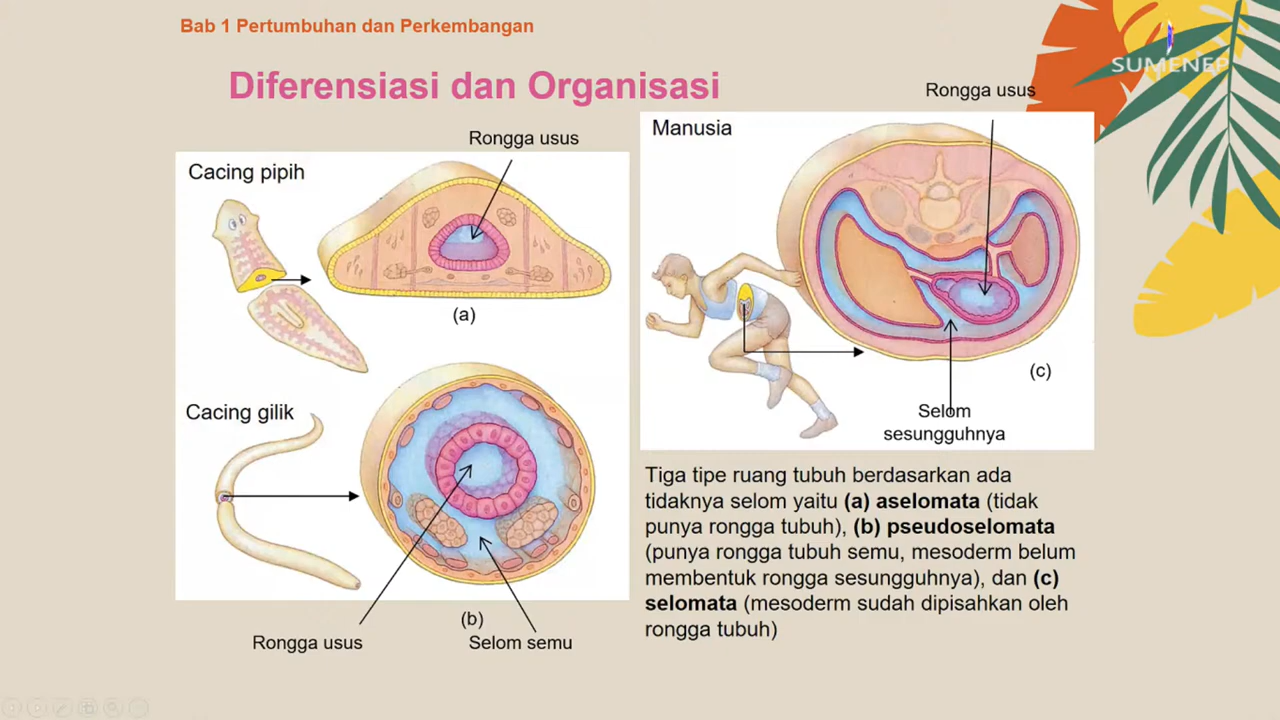 Bab 1 Pertumbuhan dan Perkembangan
SUMENEP
Diferensiasi dan Organisasi
Rongga usus
Cacing pipih
(a)
Cacing gilik
(b)
Rongga usus
Selom semu
Rongga usus
Manusia
(c)
Selom
sesungguhnya
Tiga tipe ruang tubuh berdasarkan ada
tidaknya selom yaitu (a) aselomata (tidak
punya rongga tubuh), (b) pseudoselomata
(punya rongga tubuh semu, mesoderm belum
membentuk rongga sesungguhnya), dan (c)
selomata (mesoderm sudah dipisahkan oleh
rongga tubuh)